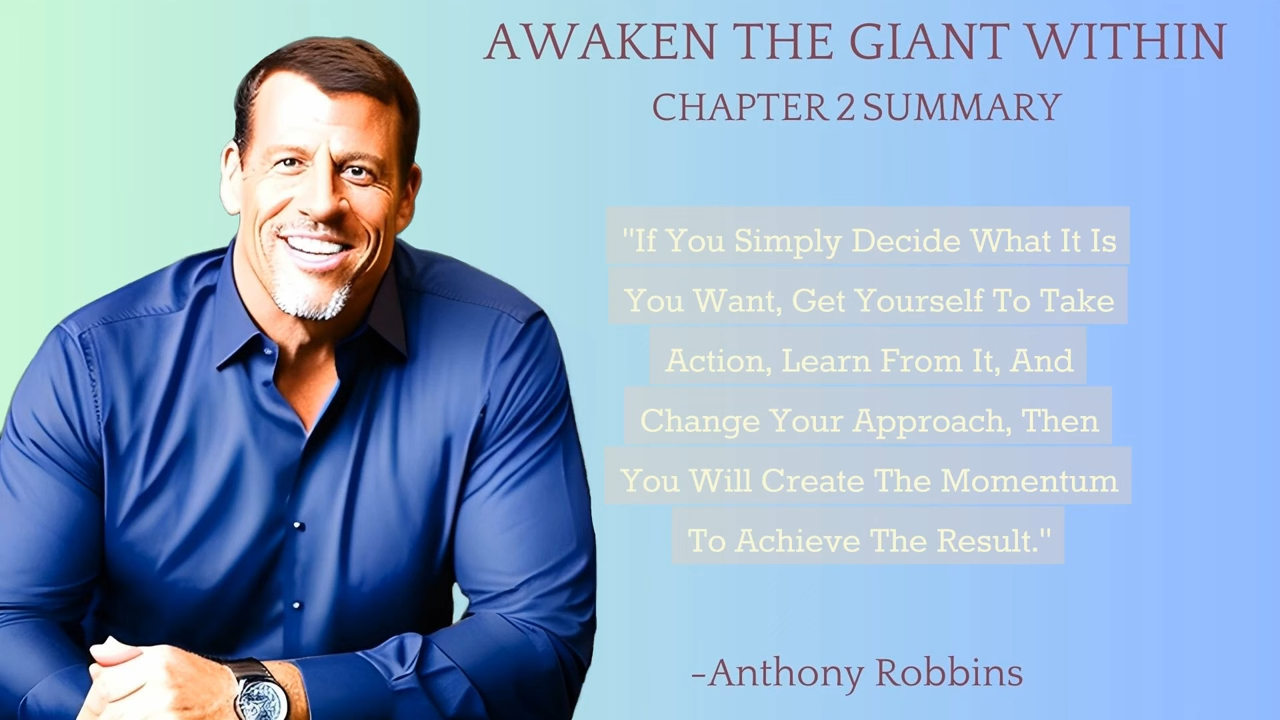 AWAKEN THE GIANT WITHIN
CHAPTER 2 SUMMARY
"If You Simply Decide What It Is
You Want, Get Yourself To Take
Action, Learn From It, And
Change Your Approach, Then
You Will Create The Momentum
To Achieve The Result."
-Anthony Robbins